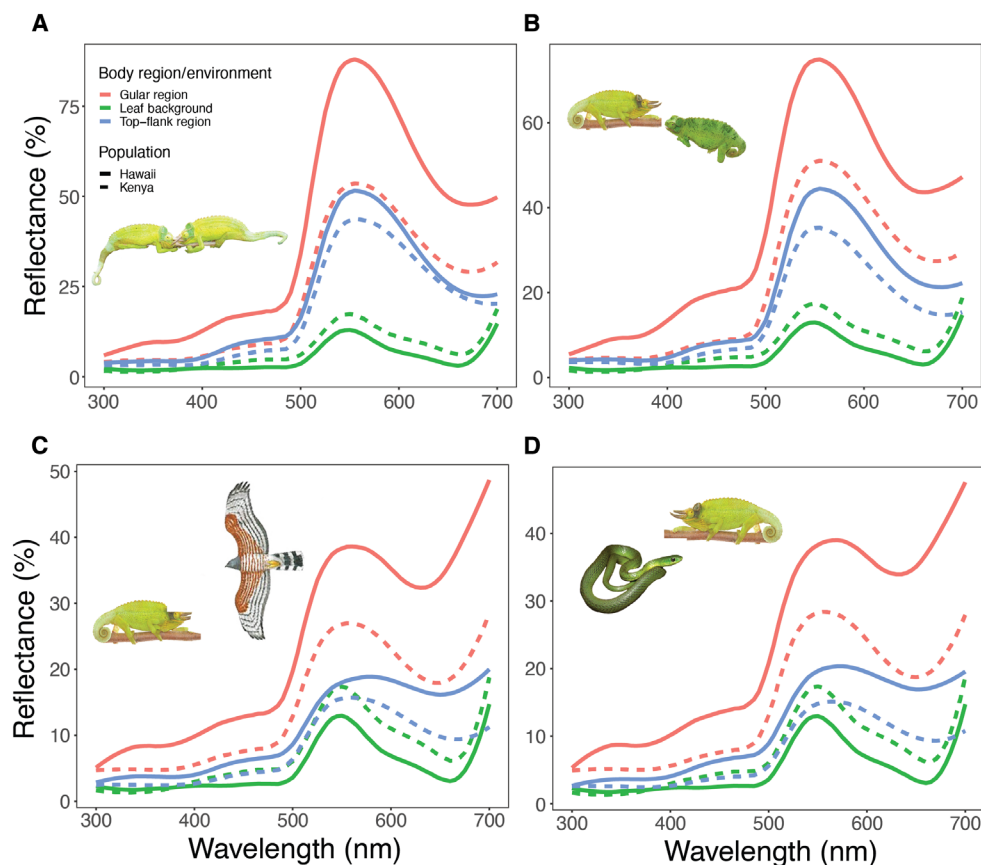 A
B
Reflectance (%)
75
50
25
0
Body region/environment
Gular region
Leaf background
Top–flank region
Population
Hawaii
Kenya
300
400
500
600
700
60
40
20
0
300
400
500
600
700
C
D
Reflectance (%)
50
40
30
20
10
0
300
400
500
600
700
Wavelength (nm)
40
30
20
10
0
300
400
500
600
700
Wavelength (nm)